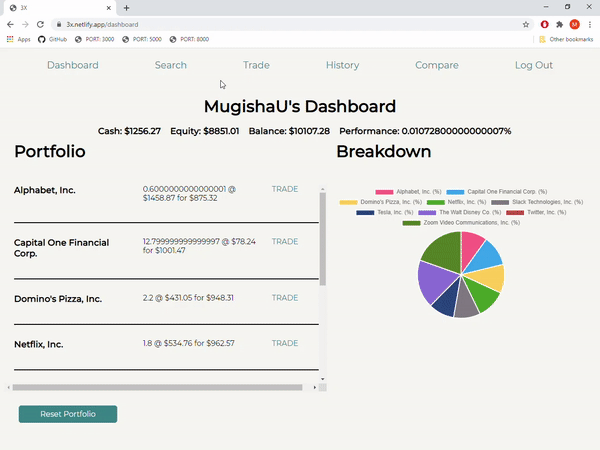 3X
3x.netlify.app/dashboard
M
Apps GitHub PORT: 3000 PORT: 5000 PORT: 8000 Other bookmarks
Dashboard Search Trade History Compare Log Out
MugishaU's Dashboard
Cash: $1256.27 Equity: $8851.01 Balance: $10107.28 Performance: 0.010728000000000007%
Portfolio
Breakdown
Alphabet, Inc. 0.6000000000000001 @ TRADE
$1458.87 for $875.32
Capital One Financial 12.799999999999997 @ $78.24 TRADE
Corp. for $1001.47
Domino's Pizza, Inc. 2.2 @ $431.05 for $948.31 TRADE
Netflix, Inc. 1.8 @ $534.76 for $962.57 TRADE
Alphabet, Inc. (%) Capital One Financial Corp. (%)
Domino's Pizza, Inc. (%) Netflix, Inc. (%) Slack Technologies, Inc. (%)
Tesla, Inc. (%) The Walt Disney Co. (%) Twitter, Inc. (%)
Zoom Video Communications, Inc. (%)
Reset Portfolio